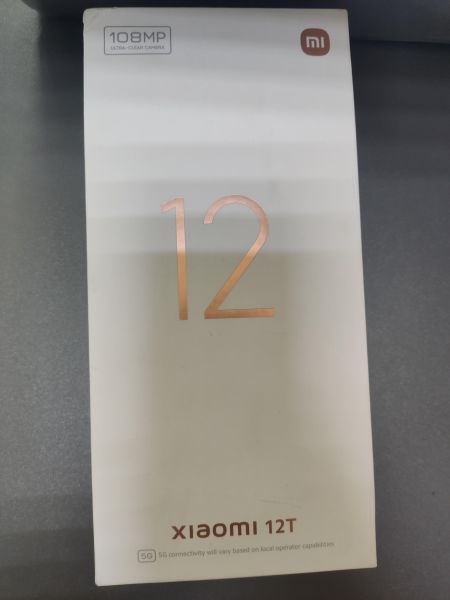 108MP
ULTRA-CLEAR CAMERA
mi
12
xiaomi 12T
5G 5G connectivity will vary based on local operator capabilities